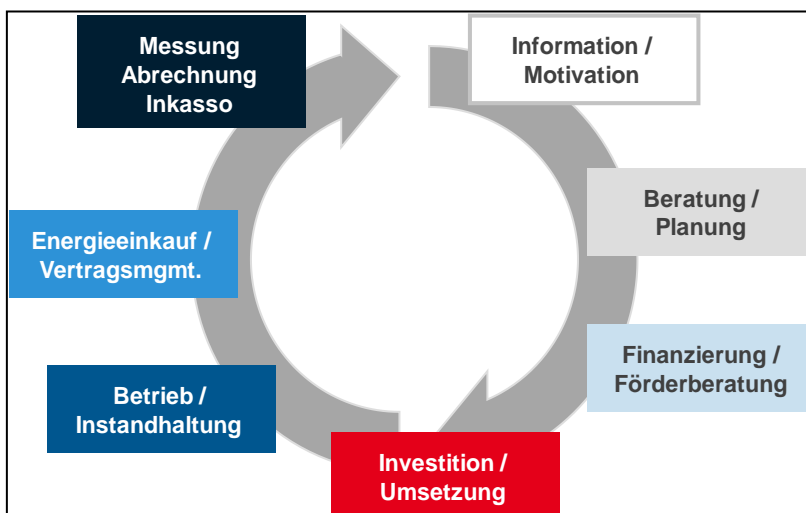 Messung
Abrechnung
Inkasso
Information /
Motivation
Beratung /
Planung
Finanzierung /
Förderberatung
Investition /
Umsetzung
Betrieb /
Instandhaltung
Energieeinkauf /
Vertragsmgmt.